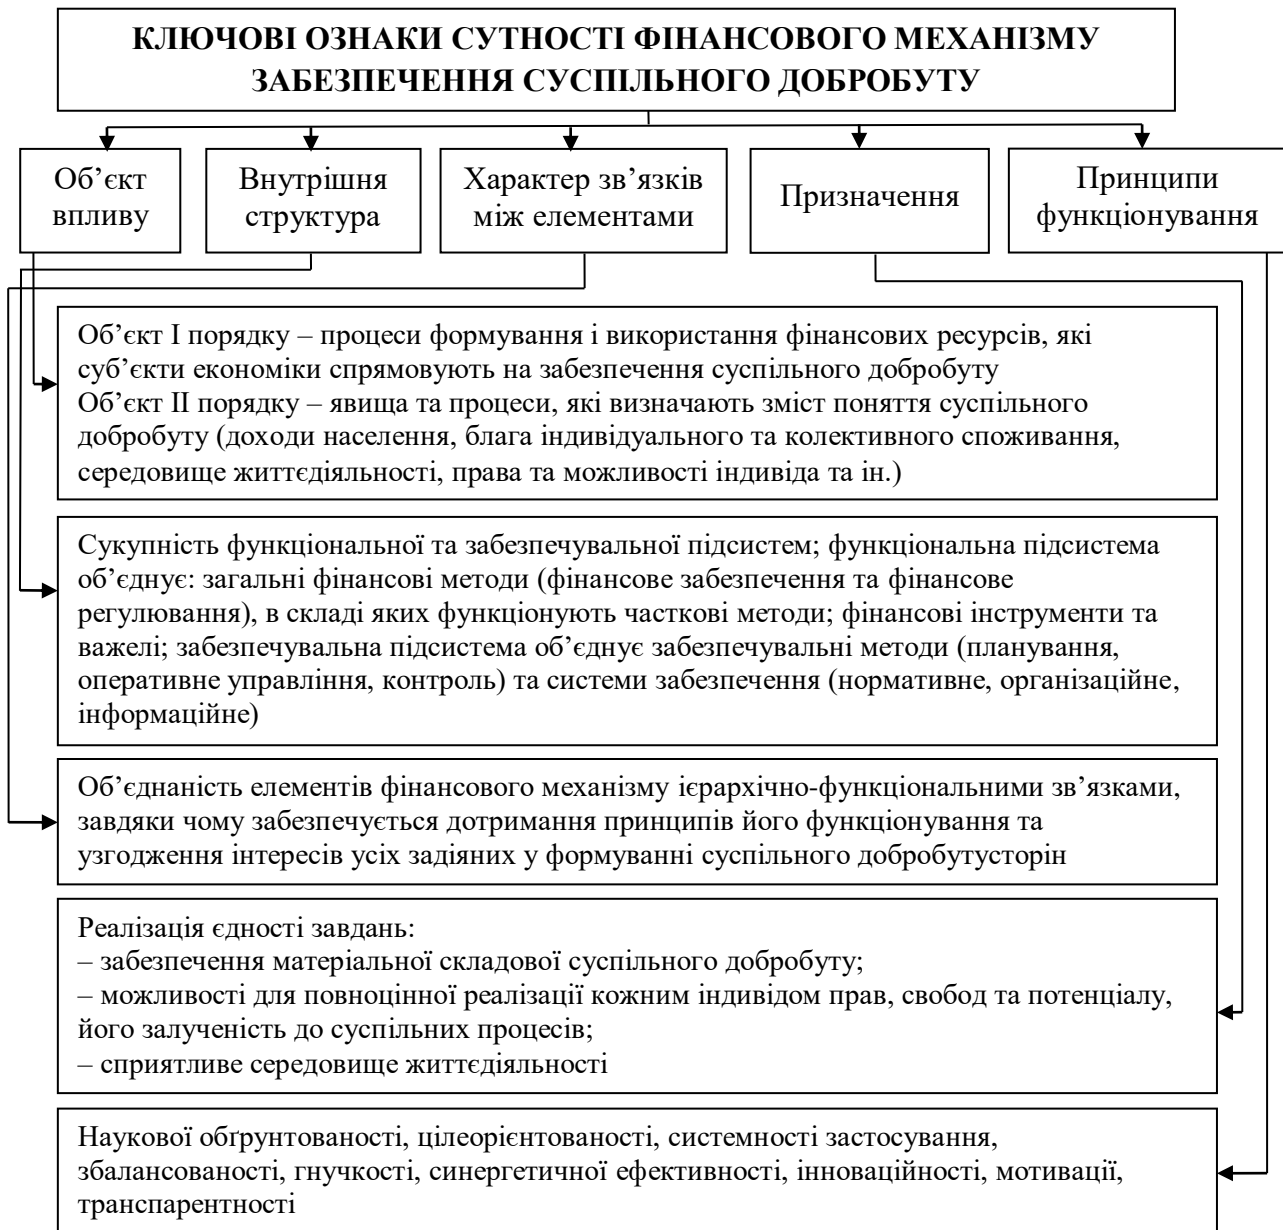 КЛЮЧОВІ ОЗНАКИ СУТНОСТІ ФІНАНСОВОГО МЕХАНІЗМУ
ЗАБЕЗПЕЧЕННЯ СУСПІЛЬНОГО ДОБРОБУТУ
Об’єкт
впливу
Внутрішня
структура
Характер зв’язків
між елементами
Призначення
Принципи
функціонування
Об’єкт І порядку – процеси формування і використання фінансових ресурсів, які
суб’єкти економіки спрямовують на забезпечення суспільного добробуту
Об’єкт ІІ порядку – явища та процеси, які визначають зміст поняття суспільного
добробуту (доходи населення, блага індивідуального та колективного споживання,
середовище життєдіяльності, права та можливості індивіда та ін.)
Сукупність функціональної та забезпечувальної підсистем; функціональна підсистема
об’єднує: загальні фінансові методи (фінансове забезпечення та фінансове
регулювання), в складі яких функціонують часткові методи; фінансові інструменти та
важелі; забезпечувальна підсистема об’єднує забезпечувальні методи (планування,
оперативне управління, контроль) та системи забезпечення (нормативне, організаційне,
інформаційне)
Об’єднаність елементів фінансового механізму ієрархічно-функціональними зв’язками,
завдяки чому забезпечується дотримання принципів його функціонування та
узгодження інтересів усіх задіяних у формуванні суспільного добробутусторін
Реалізація єдності завдань:
– забезпечення матеріальної складової суспільного добробуту;
– можливості для повноцінної реалізації кожним індивідом прав, свобод та потенціалу,
його залученість до суспільних процесів;
– сприятливе середовище життєдіяльності
Наукової обґрунтованості, цілеорієнтованості, системності застосування,
збалансованості, гнучкості, синергетичної ефективності, інноваційності, мотивації,
транспарентності